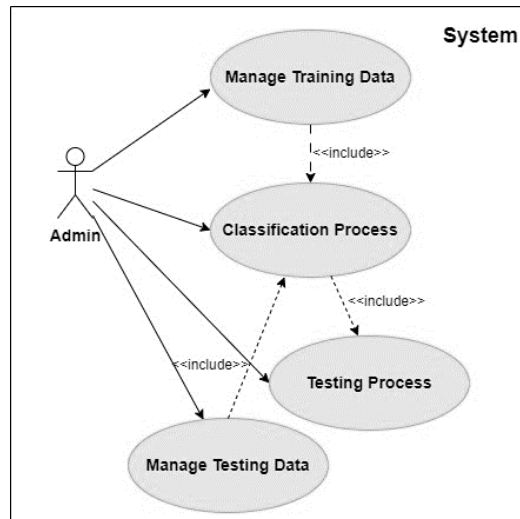 System
Manage Training Data
<<include>>
Admin
Classification Process
<<include>>
<<include>>
Testing Process
Manage Testing Data